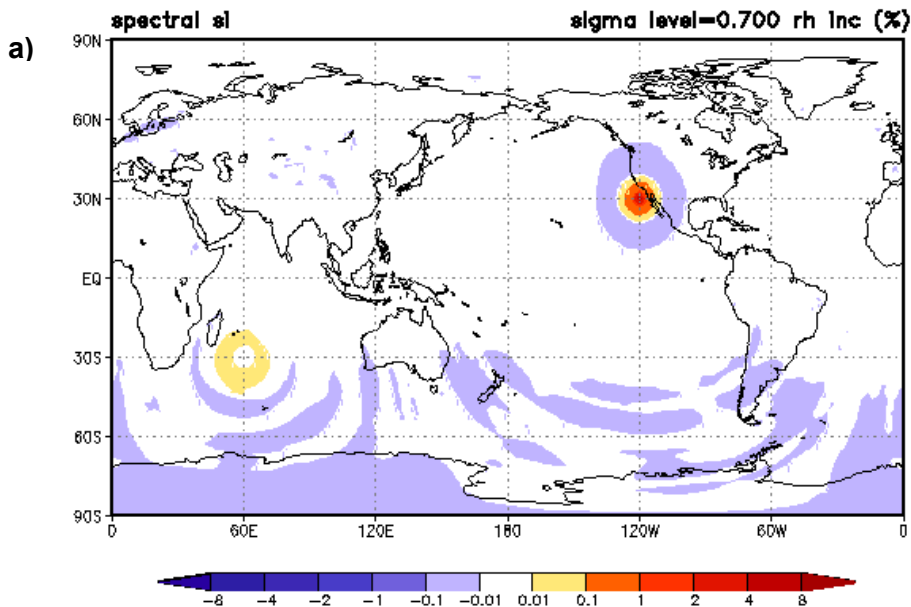 spectral si
sigma level=0.700 rh inc (%)
a)
90N
60N
30N
EQ
30S
60S
90S
0 60E 120E 180 120W 60W 0
−8 −4 −2 −1 −0.1 −0.01 0.01 0.1 1 2 4 8